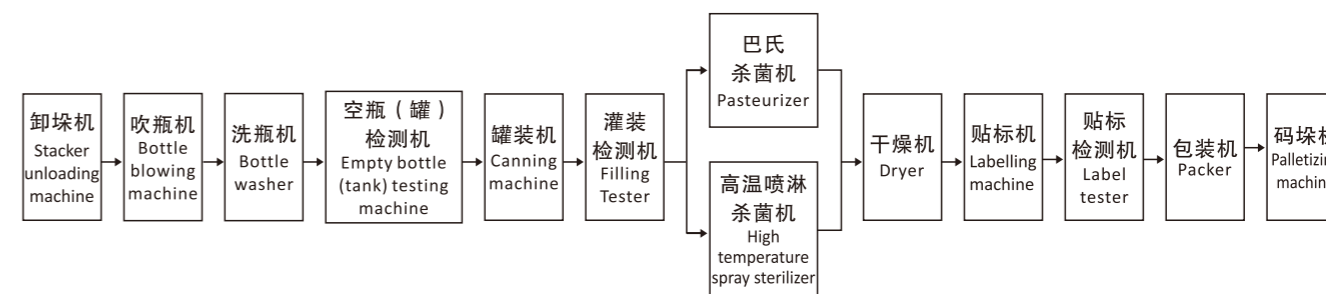 卸垛机
Stacker
unloading
machine
吹瓶机
Bottle
blowing
machine
洗瓶机
Bottle
washer
空瓶（罐）
检测机
Empty bottle
(tank) testing
machine
罐装机
Canning
machine
灌装
检测机
Filling
Tester
巴氏
杀菌机
Pasteurizer
高温喷淋
杀菌机
High
temperature
spray sterilizer
干燥机
Dryer
贴标机
Labelling
machine
贴标
检测机
Label
tester
包装机
Packer
码垛机